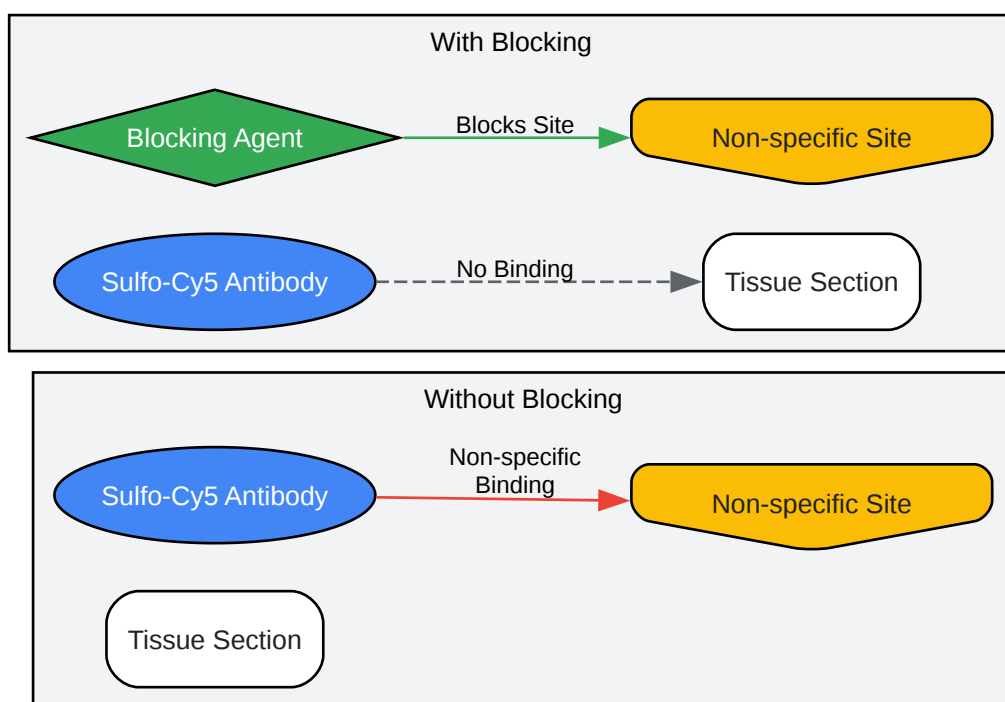 With Blocking
Blocking Agent
Blocks Site
Non-specific Site
Sulfo-Cy5 Antibody
No Binding
Tissue Section
Without Blocking
Sulfo-Cy5 Antibody
Non-specific
Binding
Non-specific Site
Tissue Section